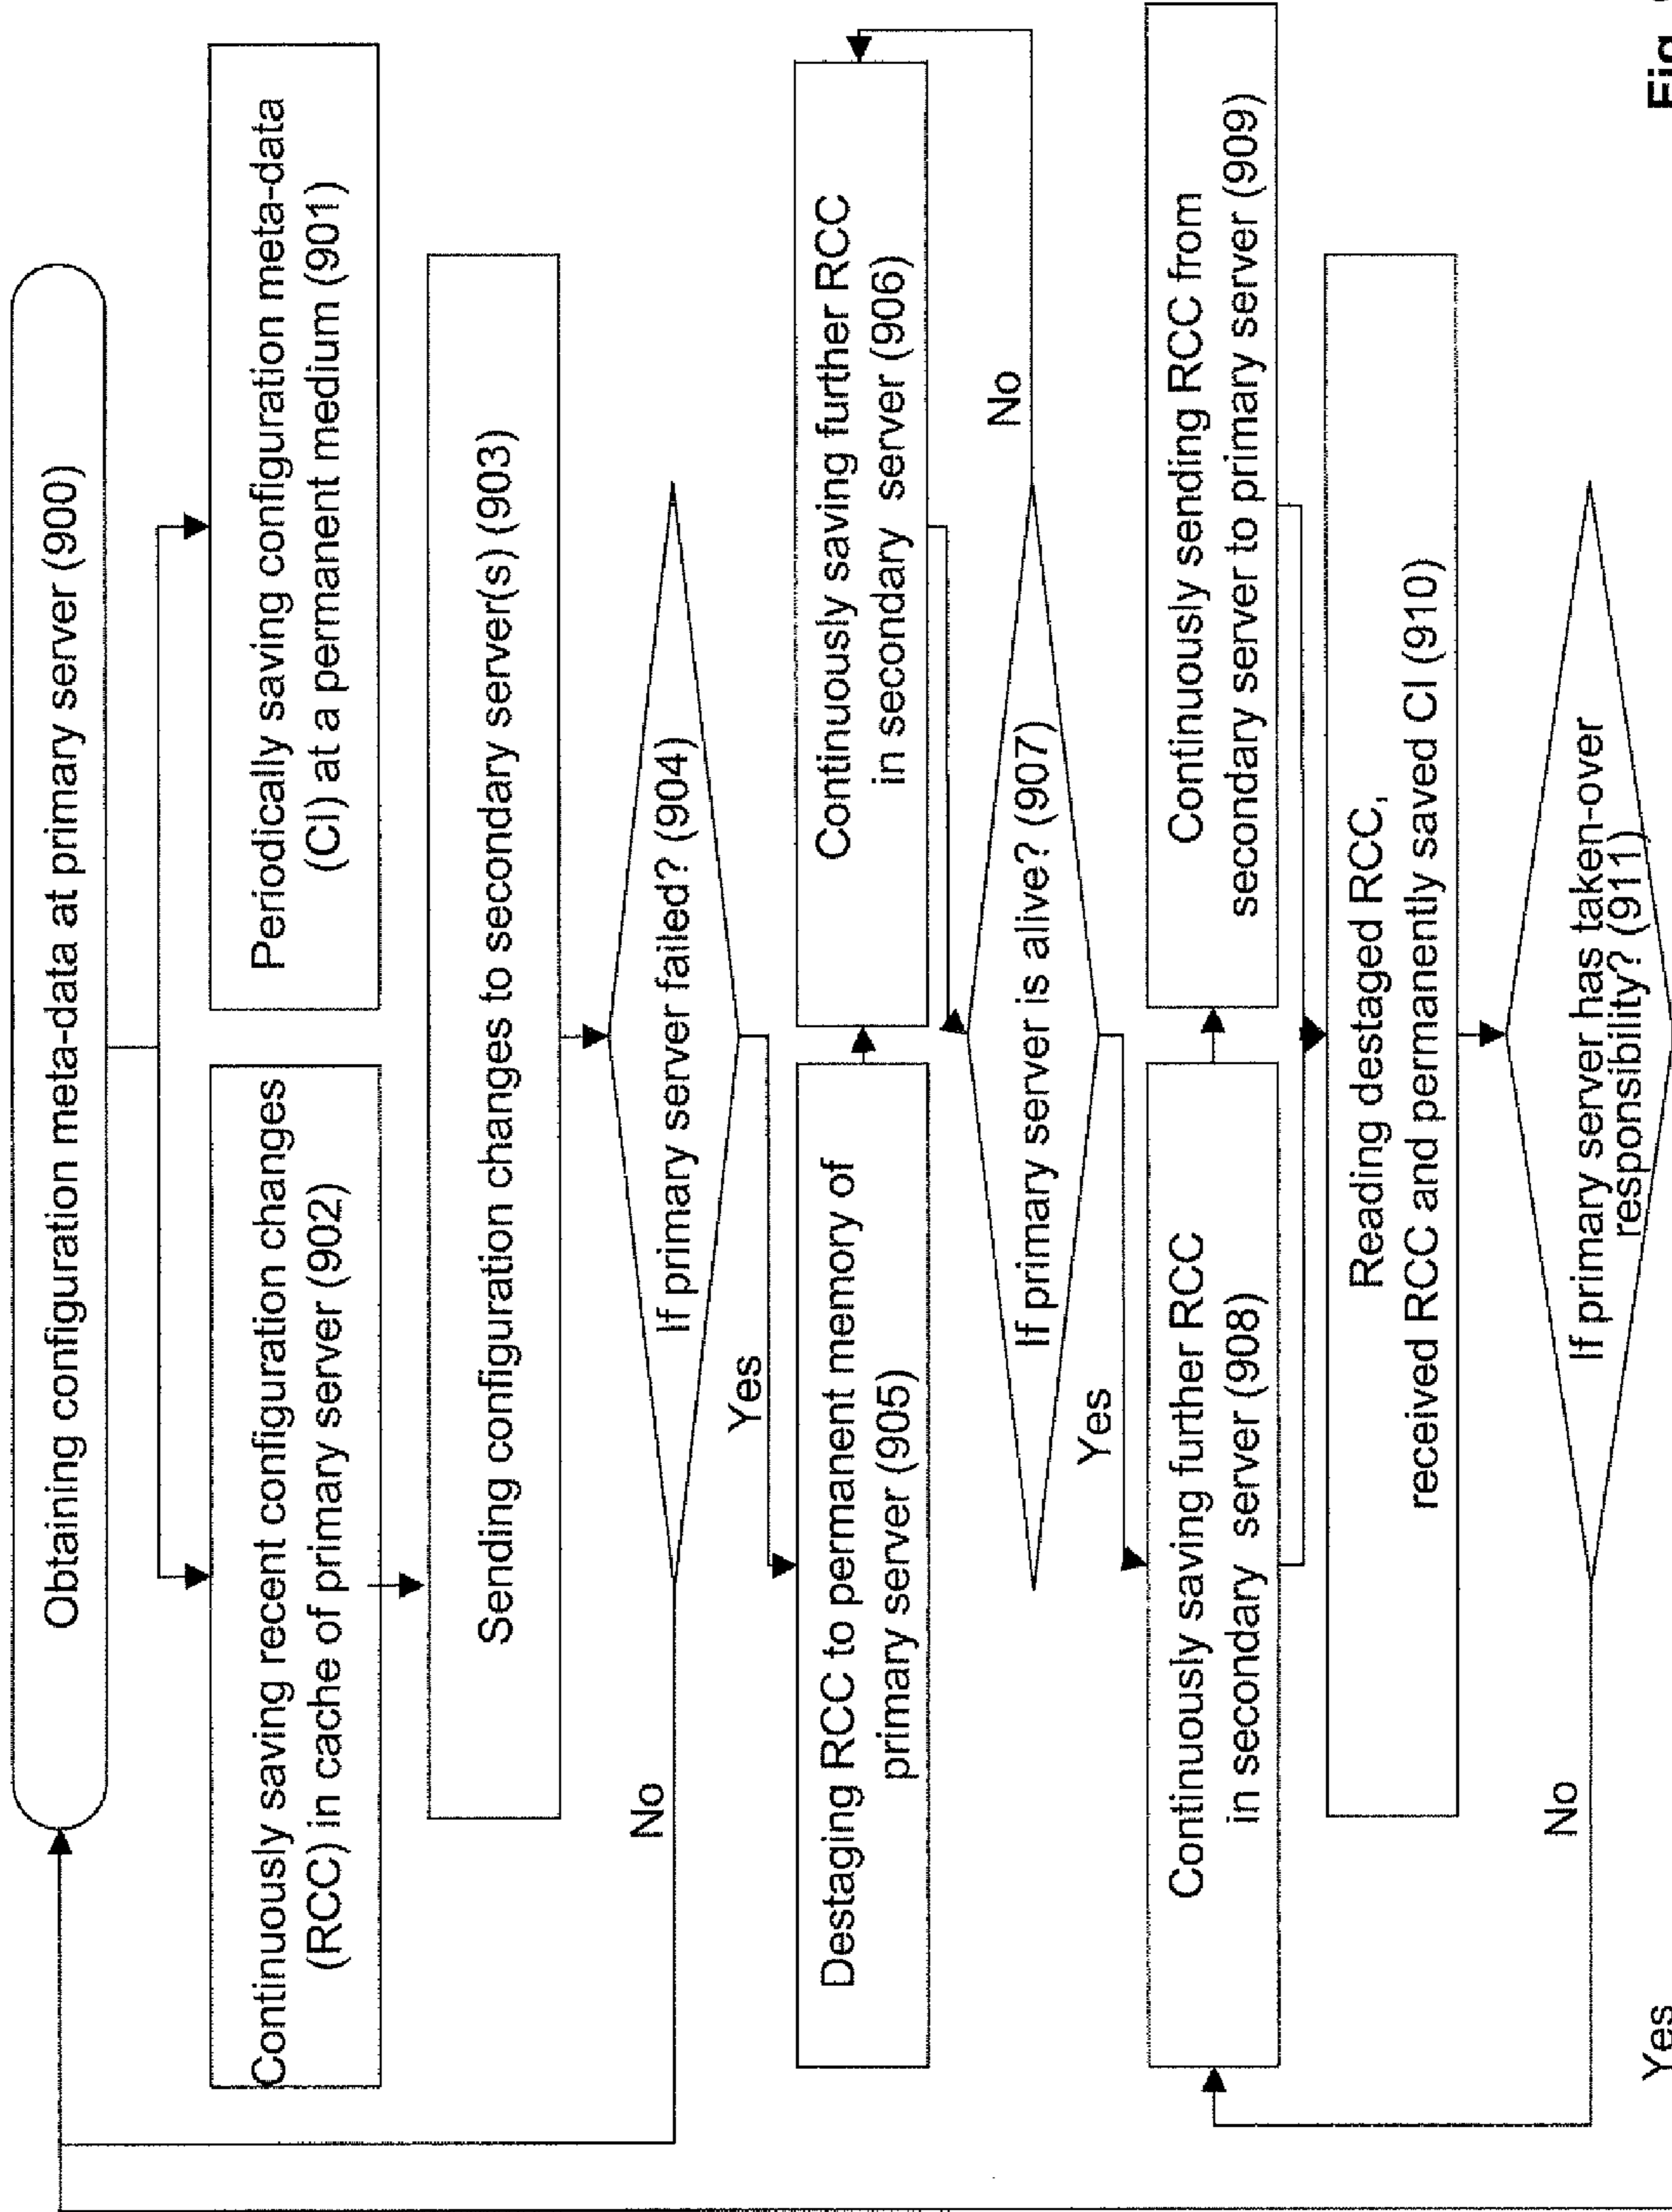 Obtaining configuration meta-data at primary server (900)
Continuously saving recent configuration changes
(RCC) in cache of primary server (902)
Periodically saving configuration meta-data
(CI) at a permanent medium (901)
Sending configuration changes to secondary server(s) (903)
If primary server failed? (904)
No
Yes
Destaging RCC to permanent memory of
primary server (905)
Continuously saving further RCC
in secondary server (906)
If primary server is alive? (907)
No
Yes
Continuously saving further RCC
in secondary server (908)
Continuously sending RCC from
secondary server to primary server (909)
Reading destaged RCC,
received RCC and permanently saved CI (910)
If primary server has taken-over
responsibility? (911)
No
Yes
Fig